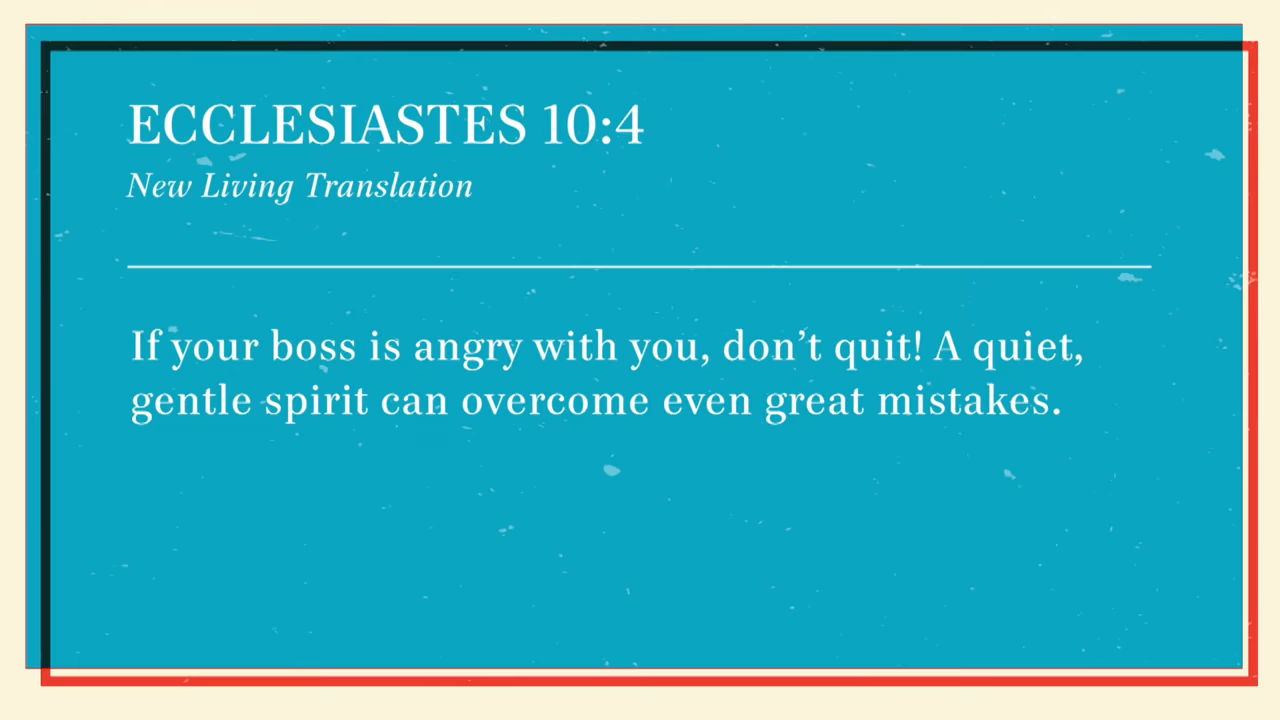 ECCLESIASTES 10:4
New Living Translation
If your boss is angry with you, don’t quit! A quiet,
gentle spirit can overcome even great mistakes.